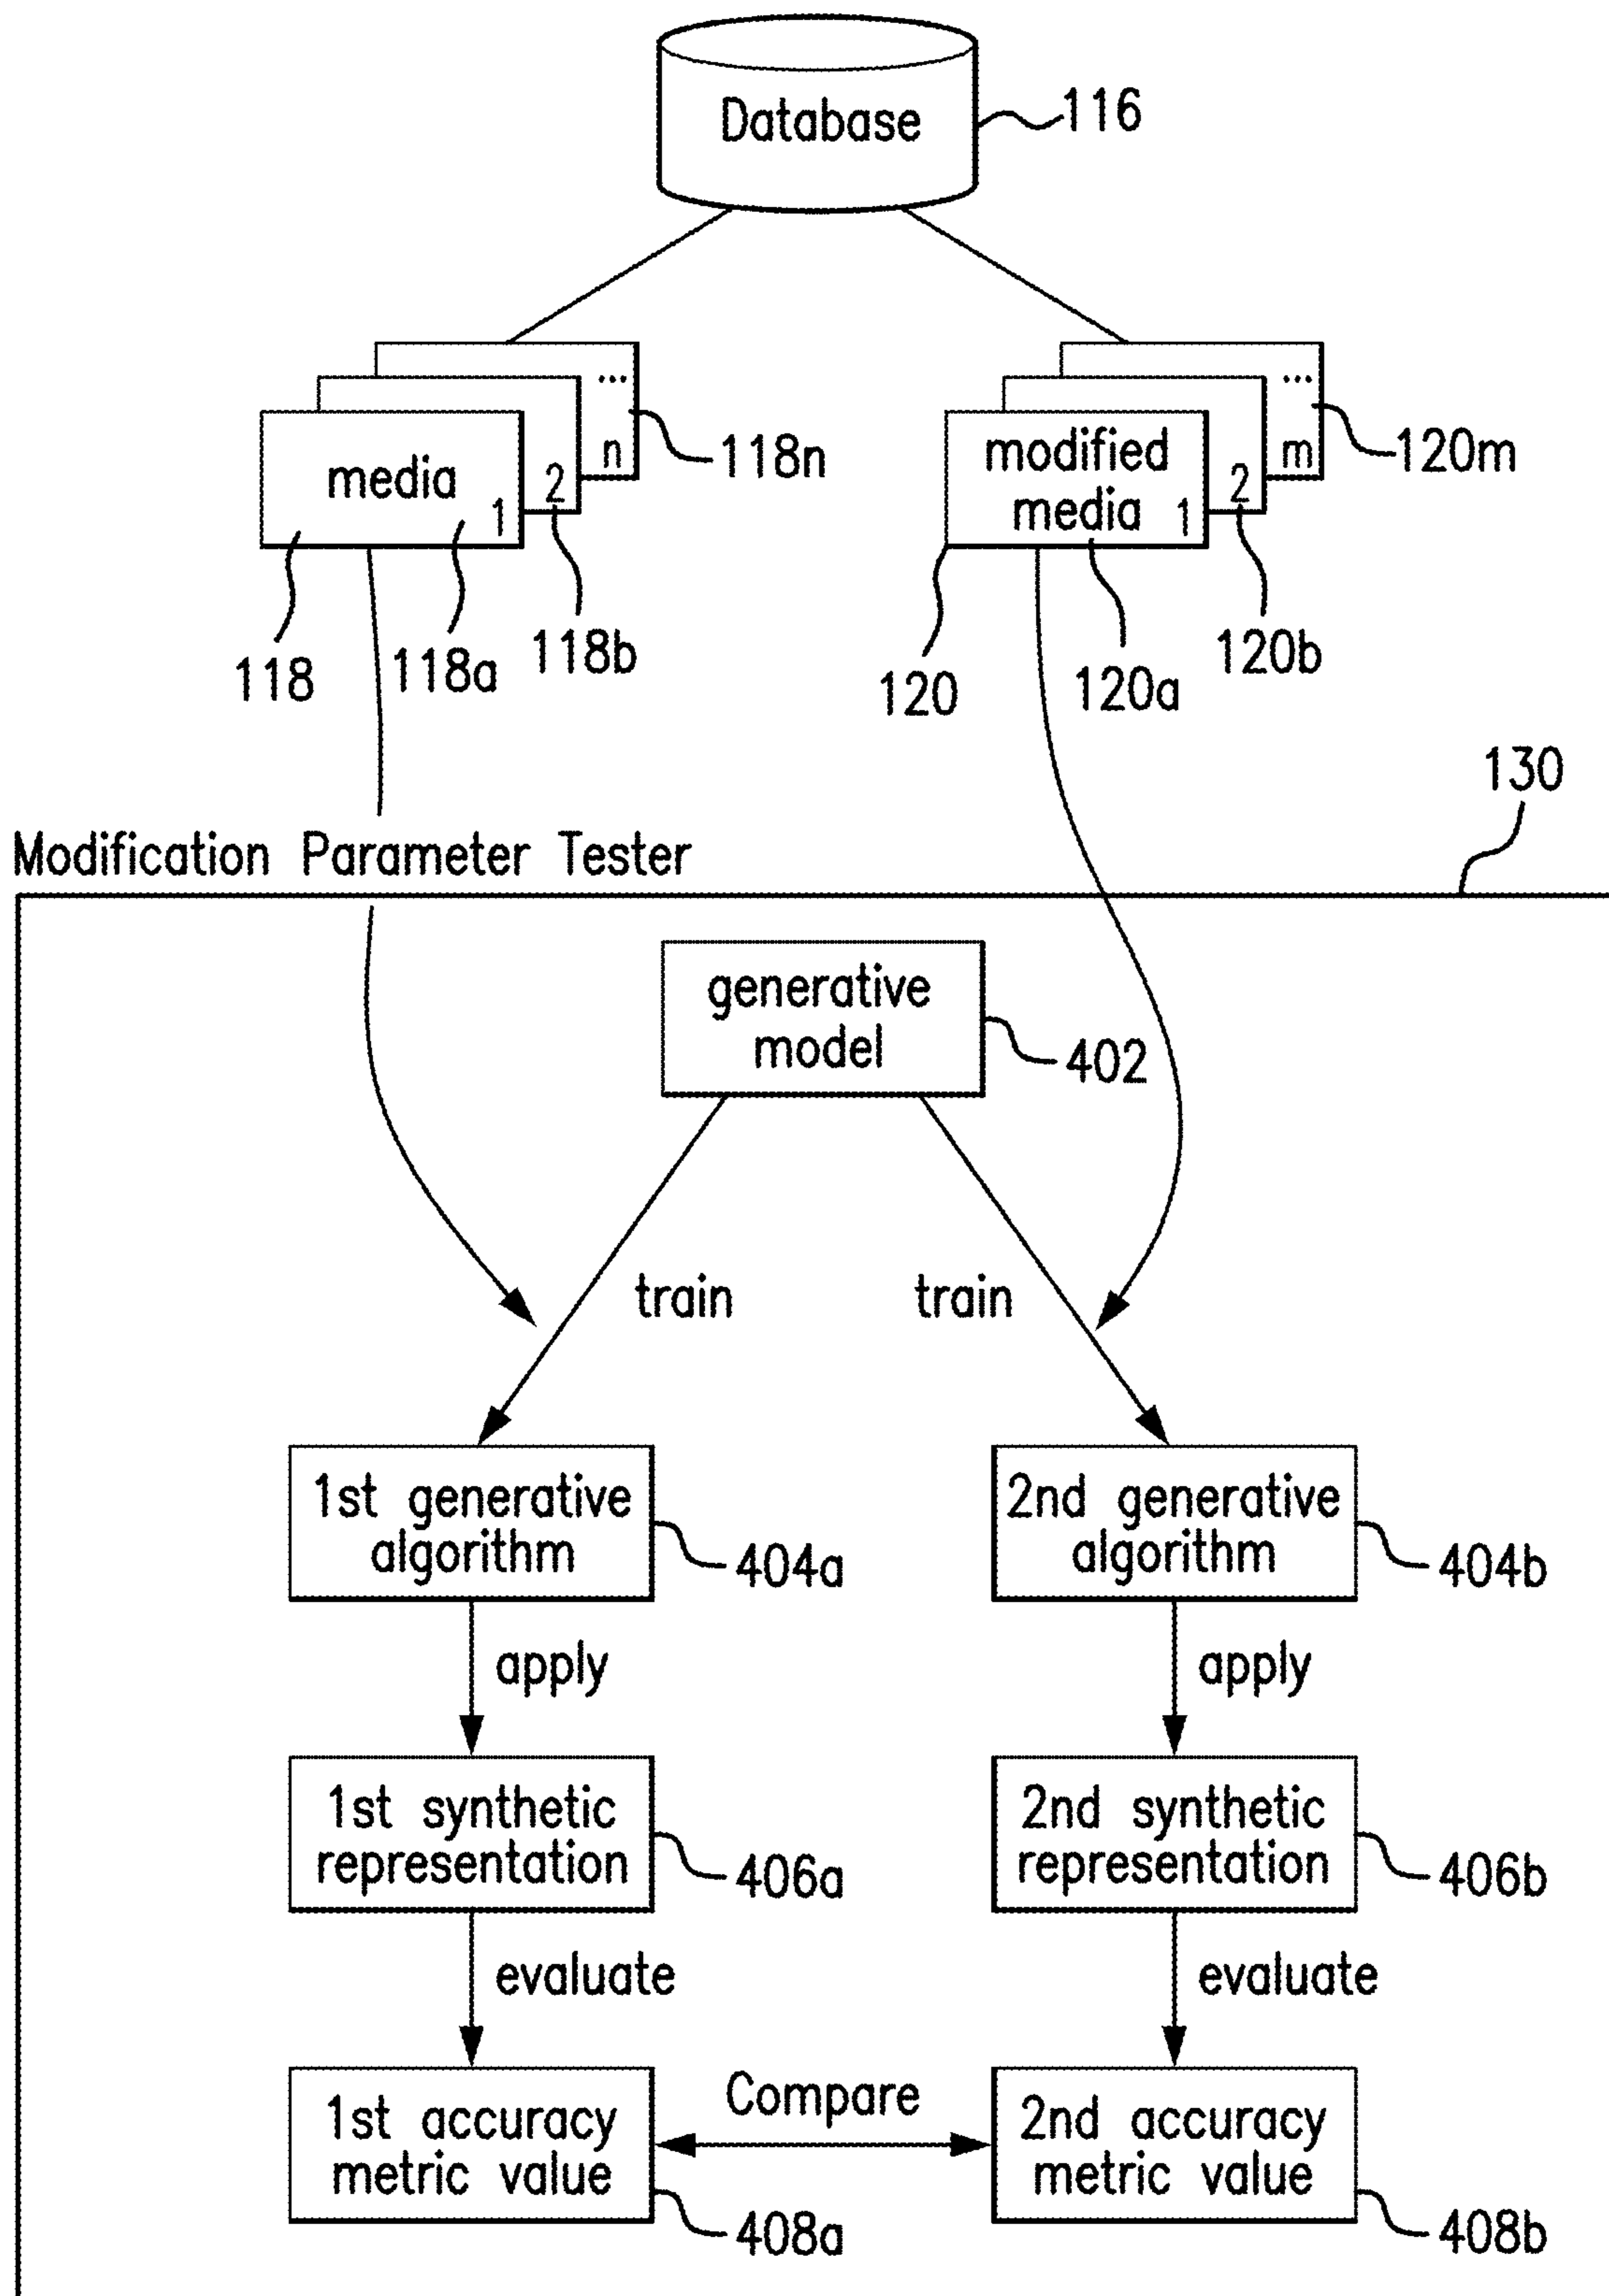 Database
116
...
n
118n
2
media
1
118
118a
118b
...
m
120m
2
modified
media
1
120
120a
120b
130
Modification Parameter Tester
generative
model
402
train
train
1st generative
algorithm
404a
2nd generative
algorithm
404b
apply
apply
1st synthetic
representation
406a
2nd synthetic
representation
406b
evaluate
evaluate
1st accuracy
metric value
408a
Compare
2nd accuracy
metric value
408b